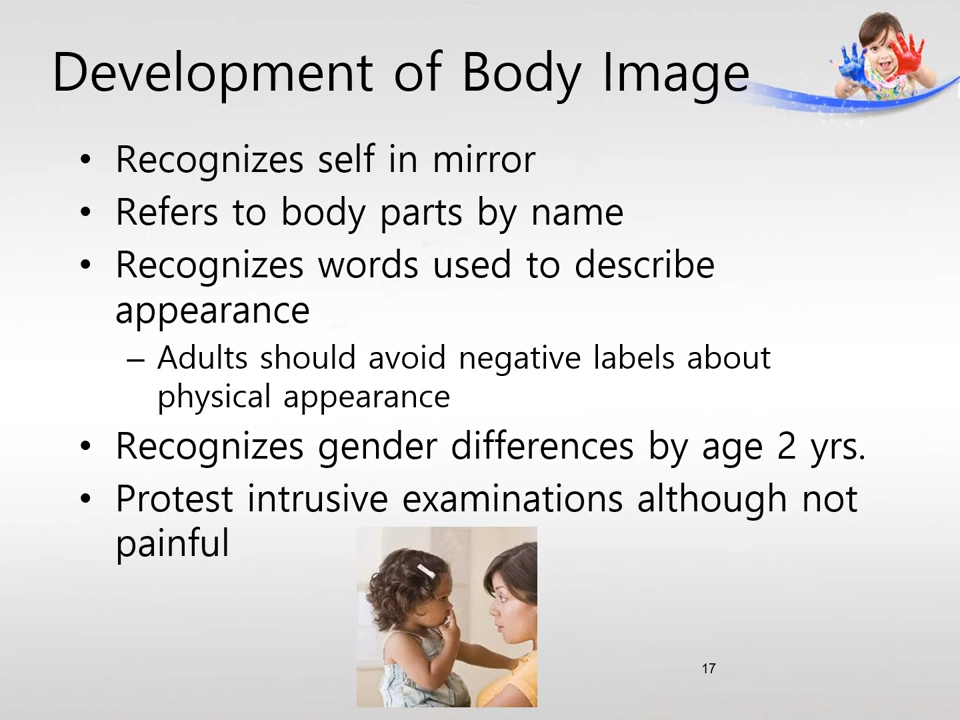 Development of Body Image
• Recognizes self in mirror
• Refers to body parts by name
• Recognizes words used to describe
appearance
– Adults should avoid negative labels about
physical appearance
• Recognizes gender differences by age 2 yrs.
• Protest intrusive examinations although not
painful
17